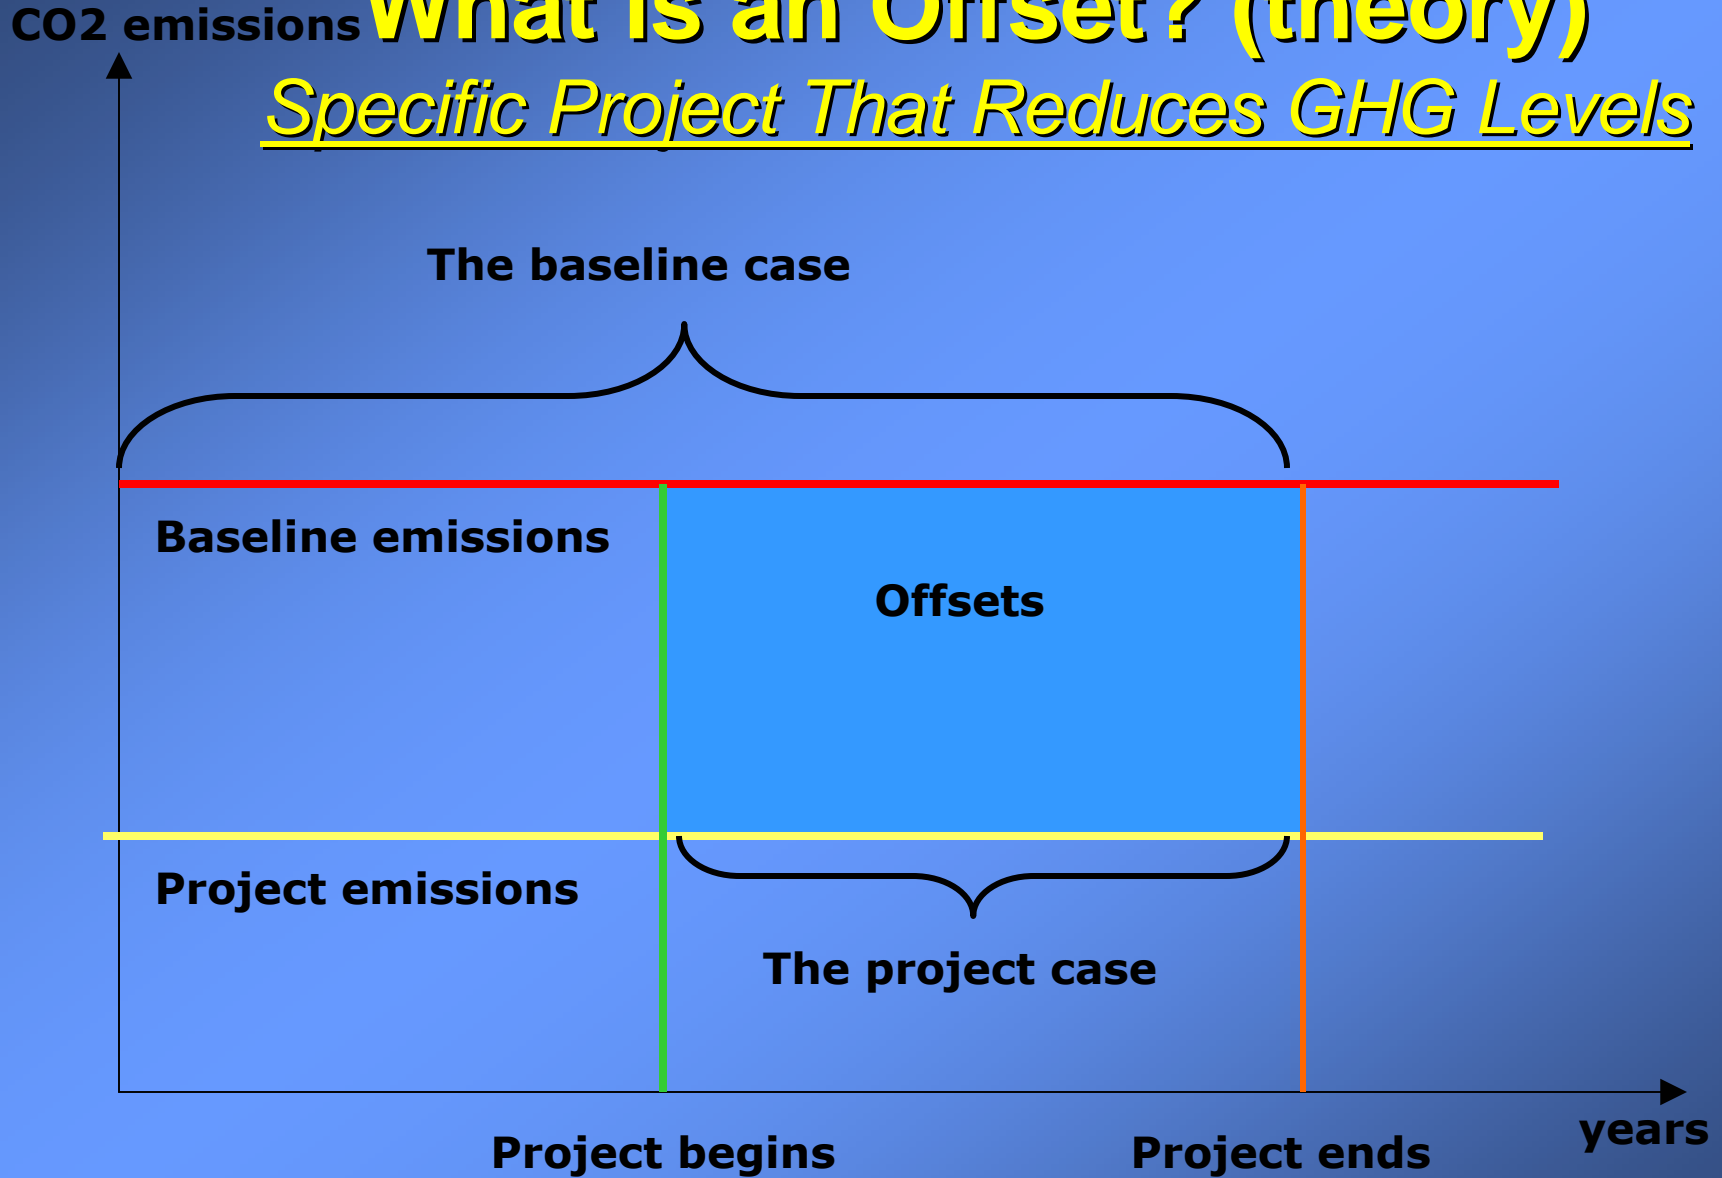 CO2 emissions
What is an Offset? (theory)
Specific Project That Reduces GHG Levels
The baseline case
Baseline emissions
Offsets
Project emissions
The project case
years
Project begins
Project ends